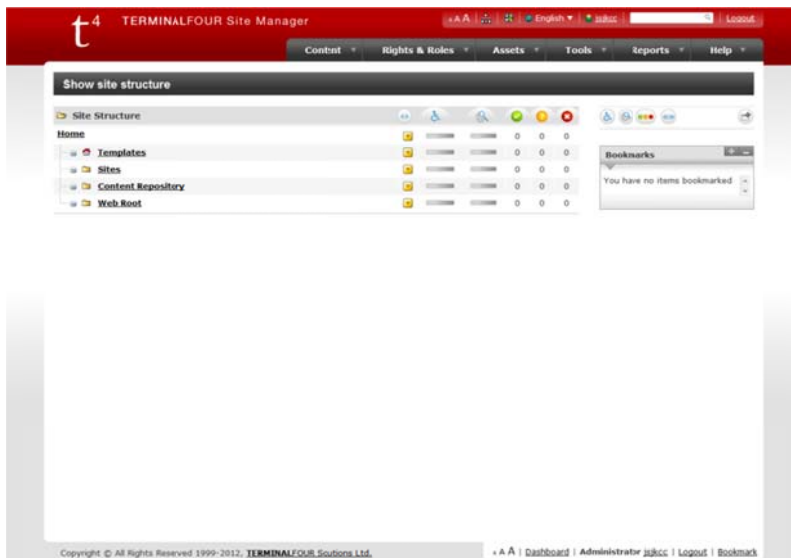 t4 TERMINALFOUR Site Manager
A A A | English | jsjkcc | Logout
Content Rights & Roles Assets Tools Reports Help
Show site structure
Site Structure
Home 0 0 0
Templates 0 0 0
Sites 0 0 0
Content Repository 0 0 0
Web Root 0 0 0
Bookmarks
You have no items bookmarked
Copyright © All Rights Reserved 1999-2012, TERMINALFOUR Soutions Ltd.
A A A | Dashboard | Administrator jsjkcc | Logout | Bookmark